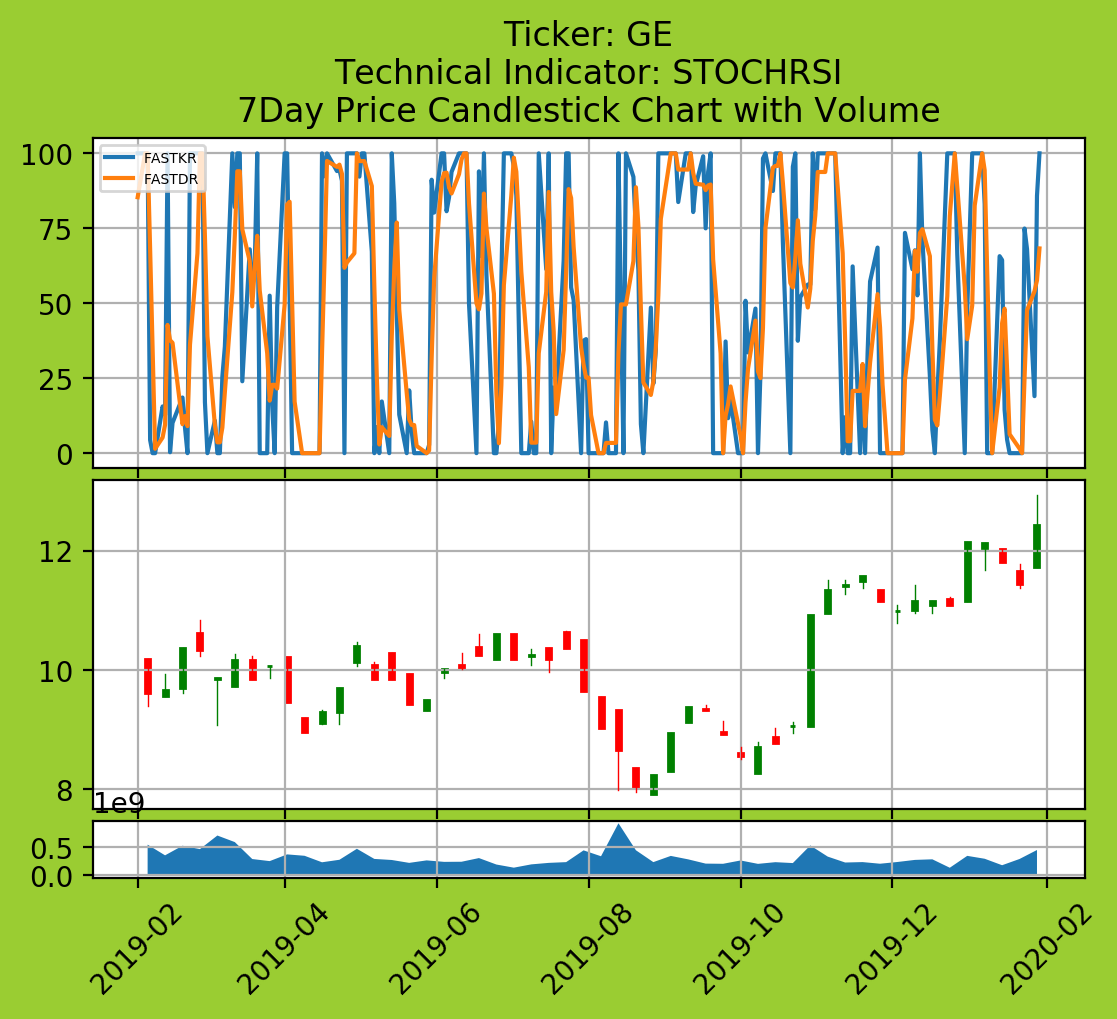 Ticker: GE
Technical Indicator: STOCHRSI
7Day Price Candlestick Chart with Volume
100
75
50
25
0
FASTKR
FASTDR
12
10
8
1e9
0.5
0.0
2019-02
2019-04
2019-06
2019-08
2019-10
2019-12
2020-02